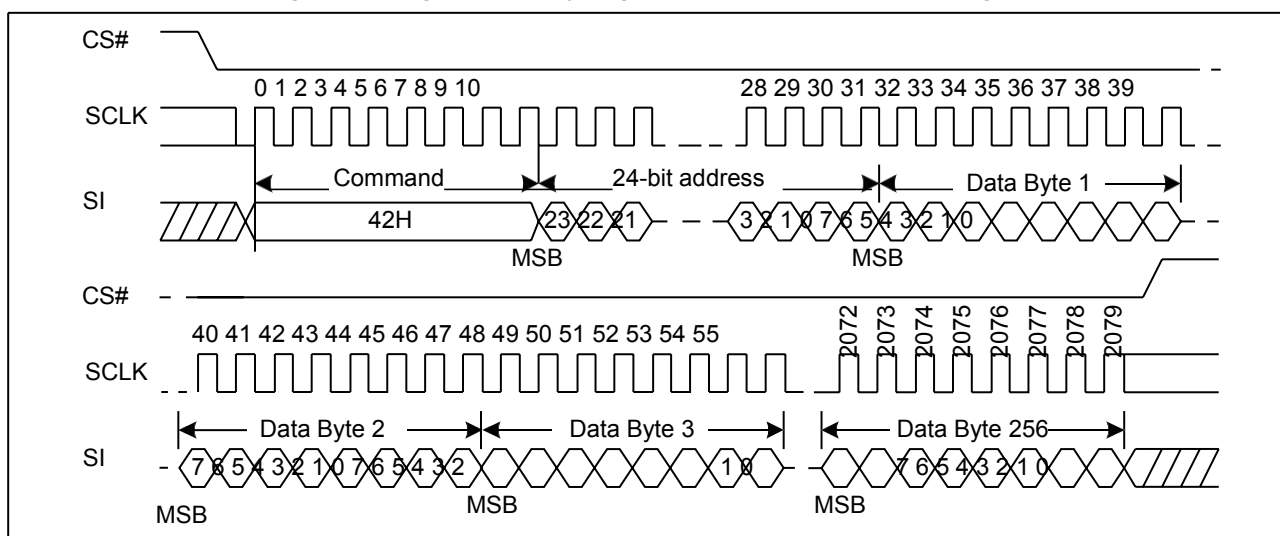 CS#
0 1 2 3 4 5 6 7 8 9 10 28 29 30 31 32 33 34 35 36 37 38 39
SCLK
Command 24-bit address Data Byte 1
SI
42H 23 22 21 3 2 1 0 7 6 5 4 3 2 1 0
MSB MSB
CS#
40 41 42 43 44 45 46 47 48 49 50 51 52 53 54 55 2072 2073 2074 2075 2076 2077 2078 2079
SCLK
Data Byte 2 Data Byte 3 Data Byte 256
SI
7 6 5 4 3 2 1 0 7 6 5 4 3 2 1 0 7 6 5 4 3 2 1 0
MSB MSB MSB